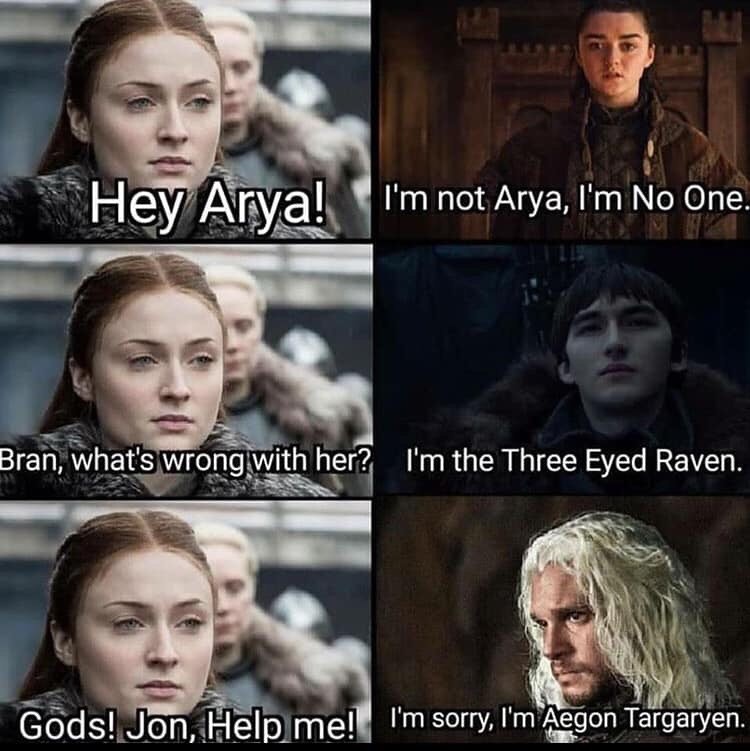 Hey Arya!
I'm not Arya, I'm No One.
Bran, what's wrong with her?
I'm the Three Eyed Raven.
Gods! Jon, Help me!
I'm sorry, I'm Aegon Targaryen.